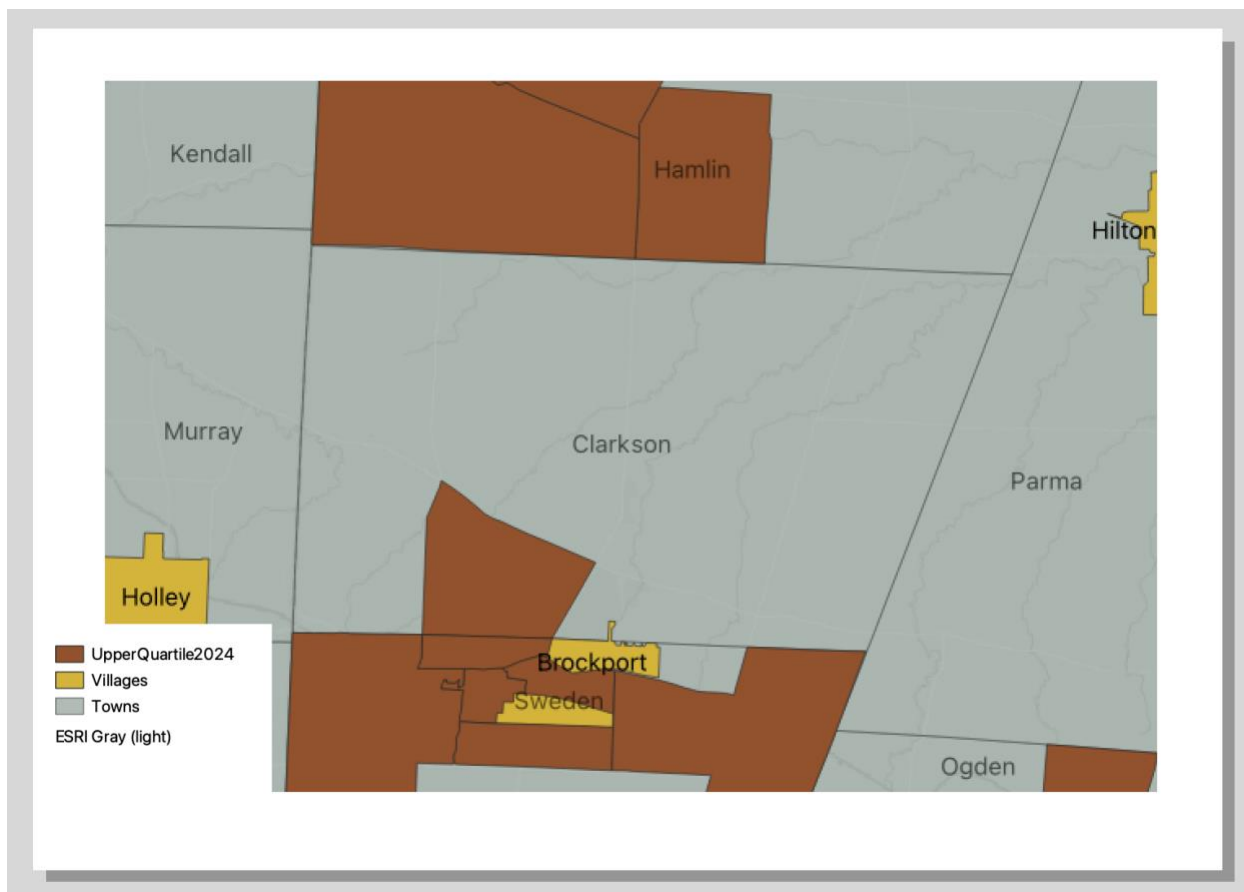 Kendall
Hamlin
Hilton
Murray
Clarkson
Parma
Holley
Brockport
Sweden
Ogden
UpperQuartile2024
Villages
Towns
ESRI Gray (light)